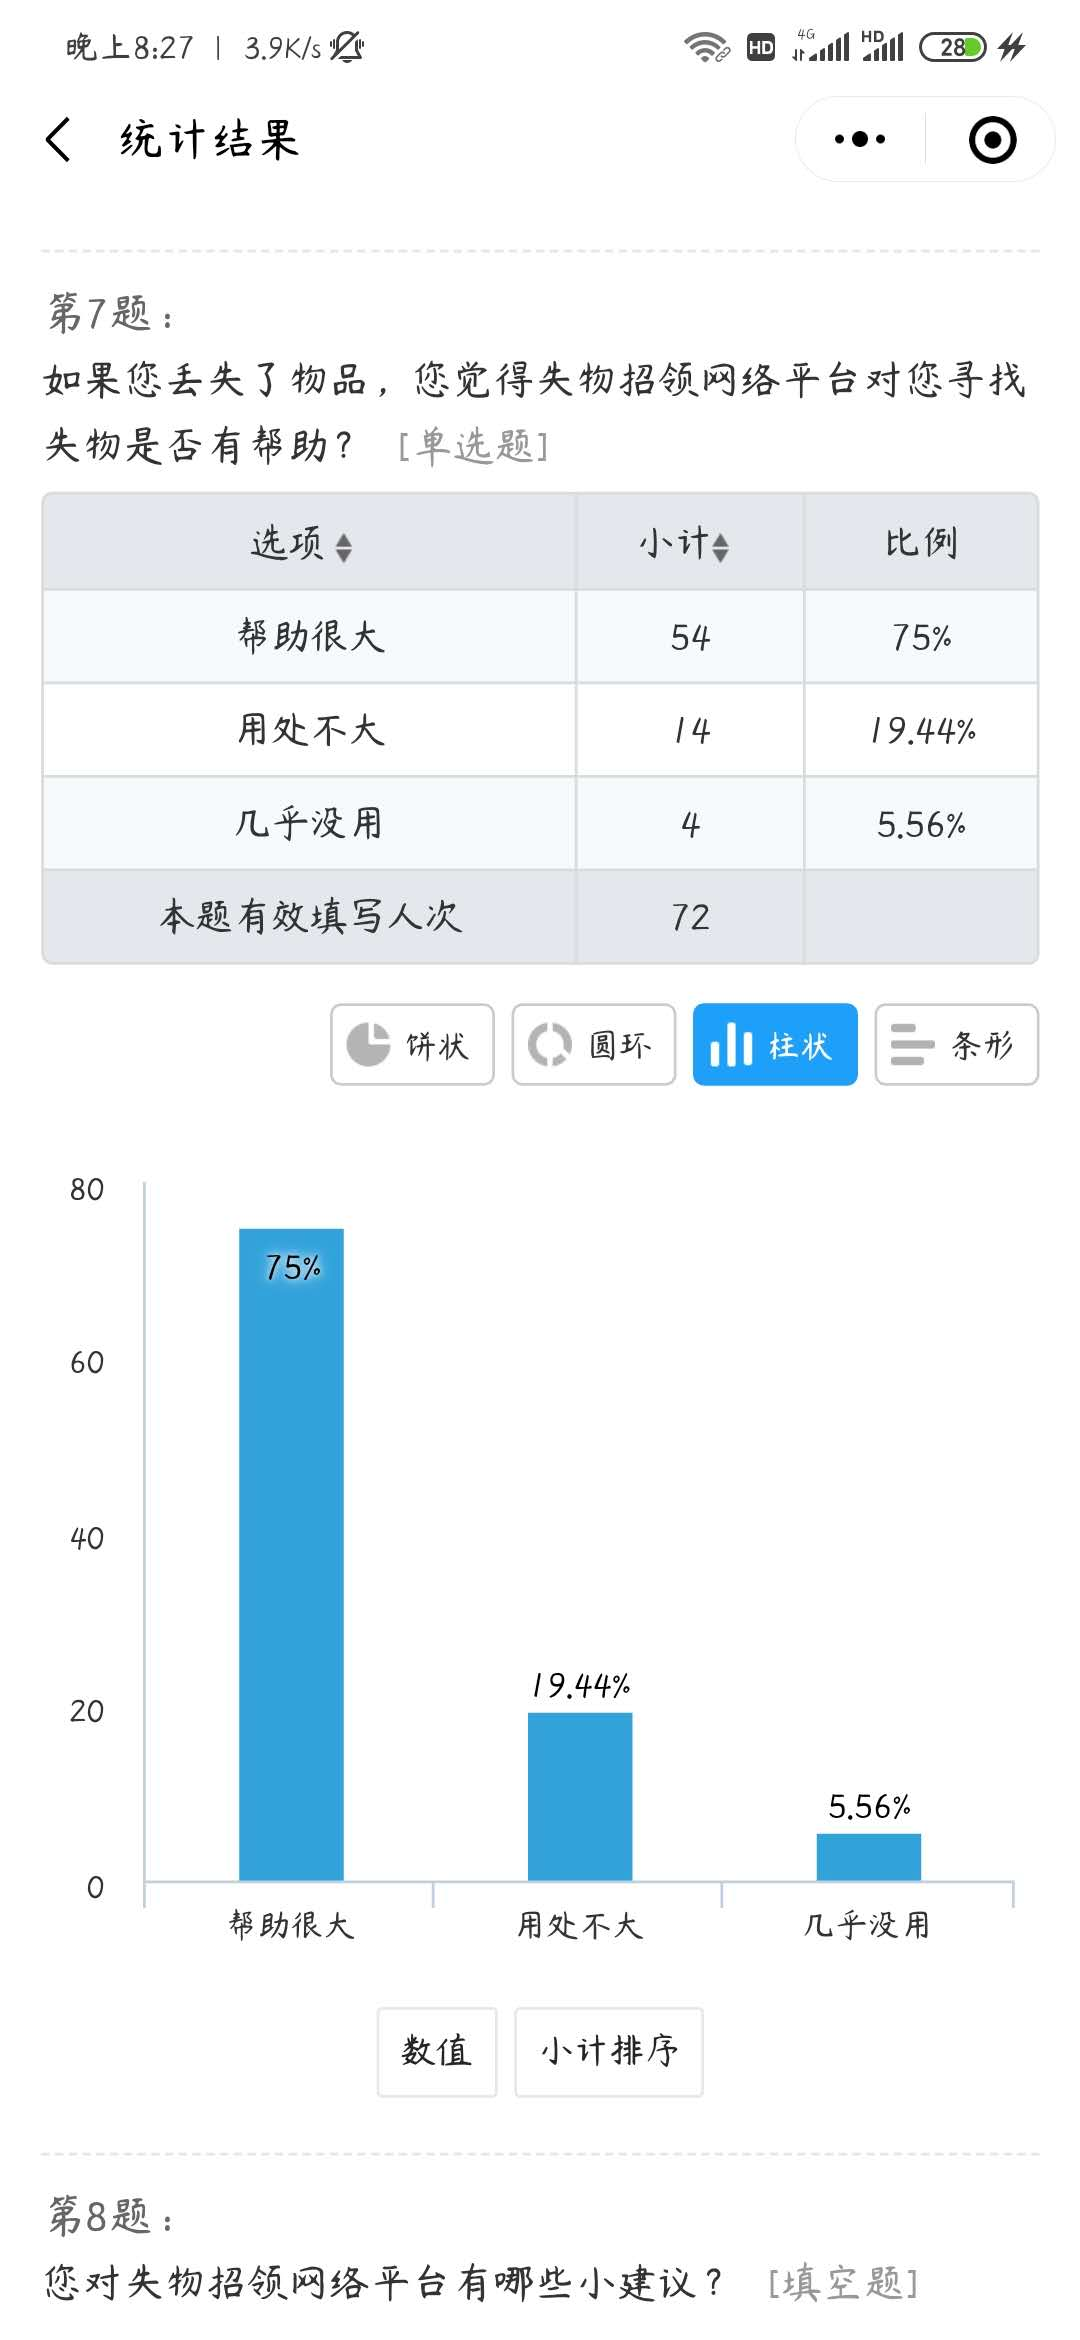 晚上8:27 | 3.9K/s
HD 4G HD 28
统计结果
第7题：
如果您丢失了物品，您觉得失物招领网络平台对您寻找
失物是否有帮助？ [单选题]
选项 小计 比例
帮助很大 54 75%
用处不大 14 19.44%
几乎没用 4 5.56%
本题有效填写人次 72
饼状 圆环 柱状 条形
80
75%
60
40
19.44%
20
5.56%
0
帮助很大 用处不大 几乎没用
数值 小计排序
第8题：
您对失物招领网络平台有哪些小建议？ [填空题]